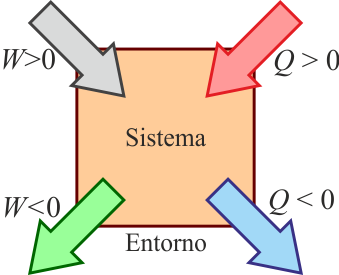 W>0
Q > 0
Sistema
W<0
Q < 0
Entorno